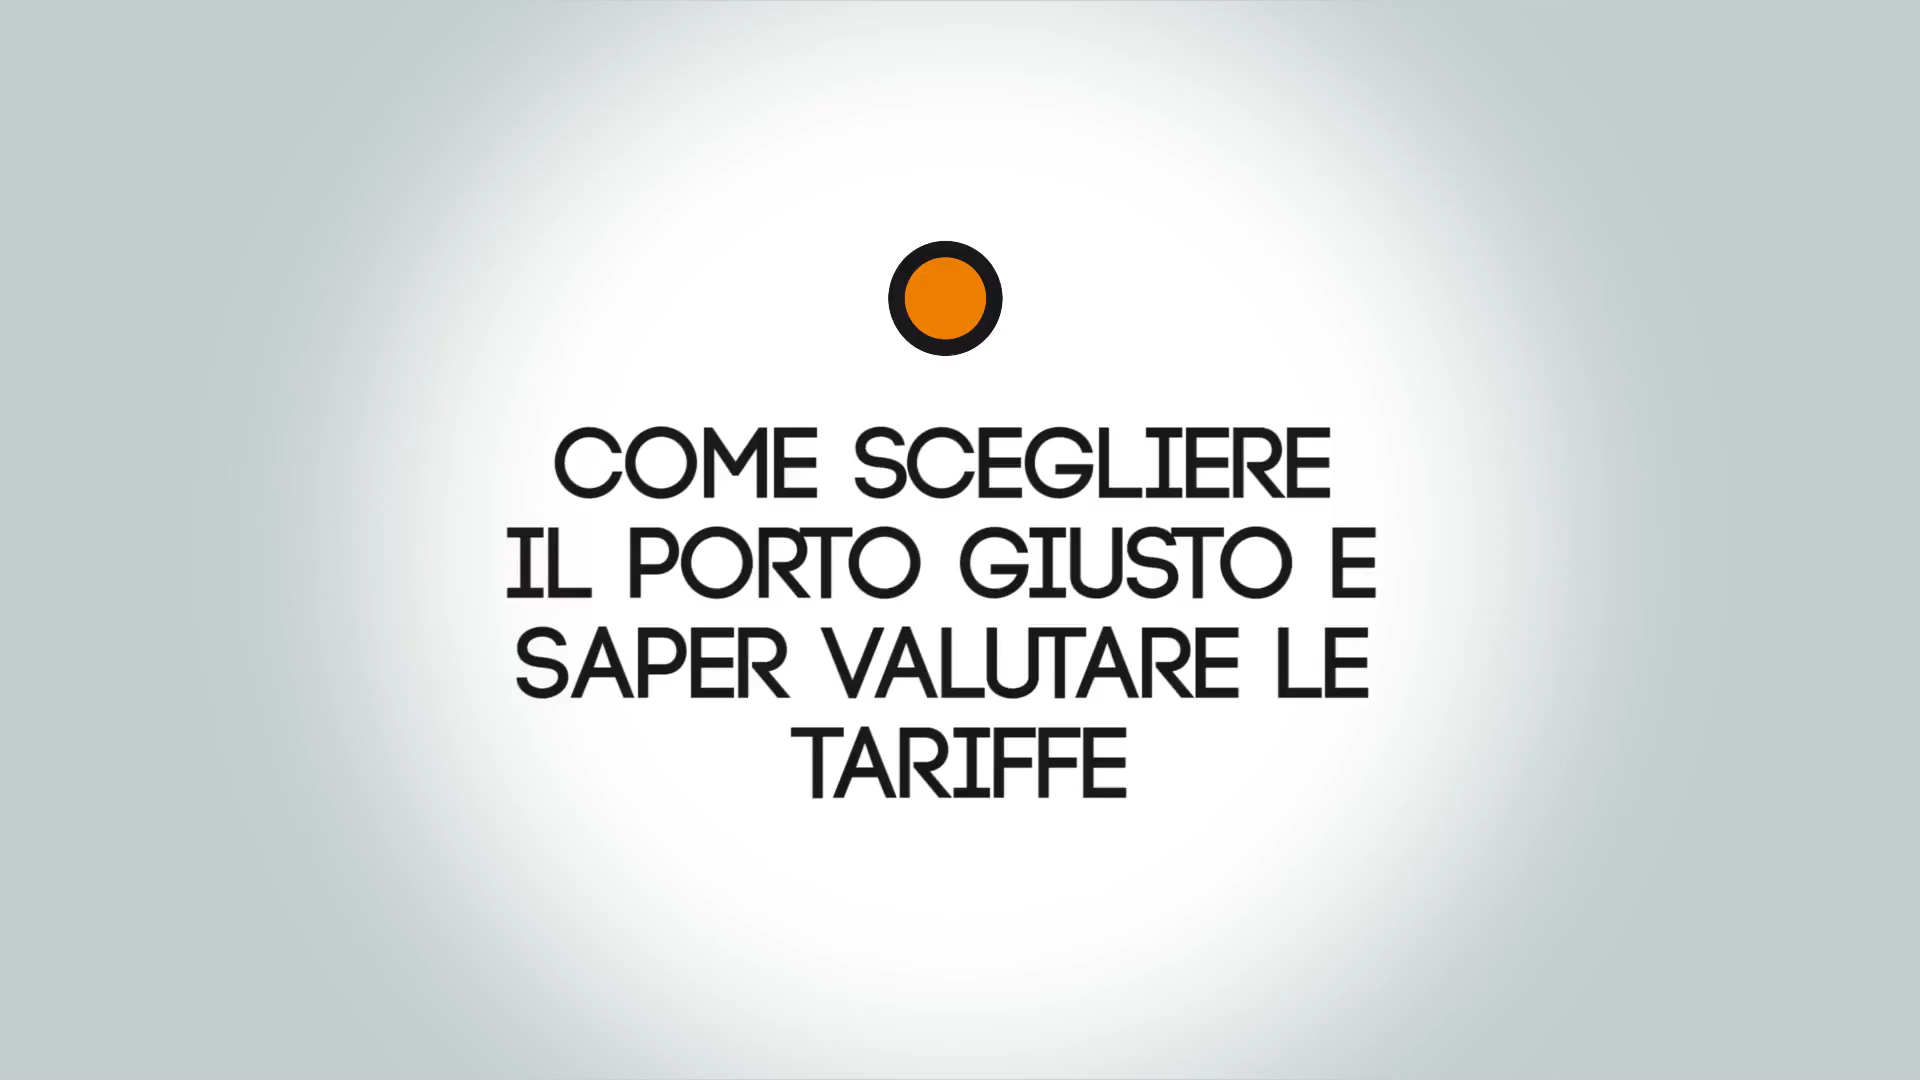 COME SCEGLIERE
IL PORTO GIUSTO E
SAPER VALUTARE LE
TARIFFE